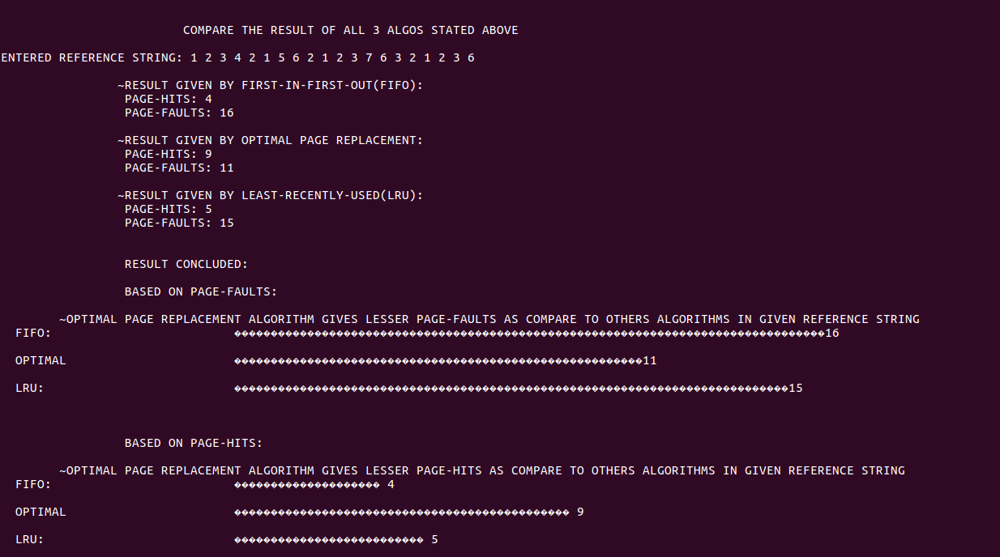 COMPARE THE RESULT OF ALL 3 ALGOS STATED ABOVE
ENTERED REFERENCE STRING: 1 2 3 4 2 1 5 6 2 1 2 3 7 6 3 2 1 2 3 6
~RESULT GIVEN BY FIRST-IN-FIRST-OUT(FIFO):
PAGE-HITS: 4
PAGE-FAULTS: 16
~RESULT GIVEN BY OPTIMAL PAGE REPLACEMENT:
PAGE-HITS: 9
PAGE-FAULTS: 11
~RESULT GIVEN BY LEAST-RECENTLY-USED(LRU):
PAGE-HITS: 5
PAGE-FAULTS: 15
RESULT CONCLUDED:
BASED ON PAGE-FAULTS:
~OPTIMAL PAGE REPLACEMENT ALGORITHM GIVES LESSER PAGE-FAULTS AS COMPARE TO OTHERS ALGORITHMS IN GIVEN REFERENCE STRING
FIFO: 16
OPTIMAL 11
LRU: 15
BASED ON PAGE-HITS:
~OPTIMAL PAGE REPLACEMENT ALGORITHM GIVES LESSER PAGE-HITS AS COMPARE TO OTHERS ALGORITHMS IN GIVEN REFERENCE STRING
FIFO: 4
OPTIMAL 9
LRU: 5